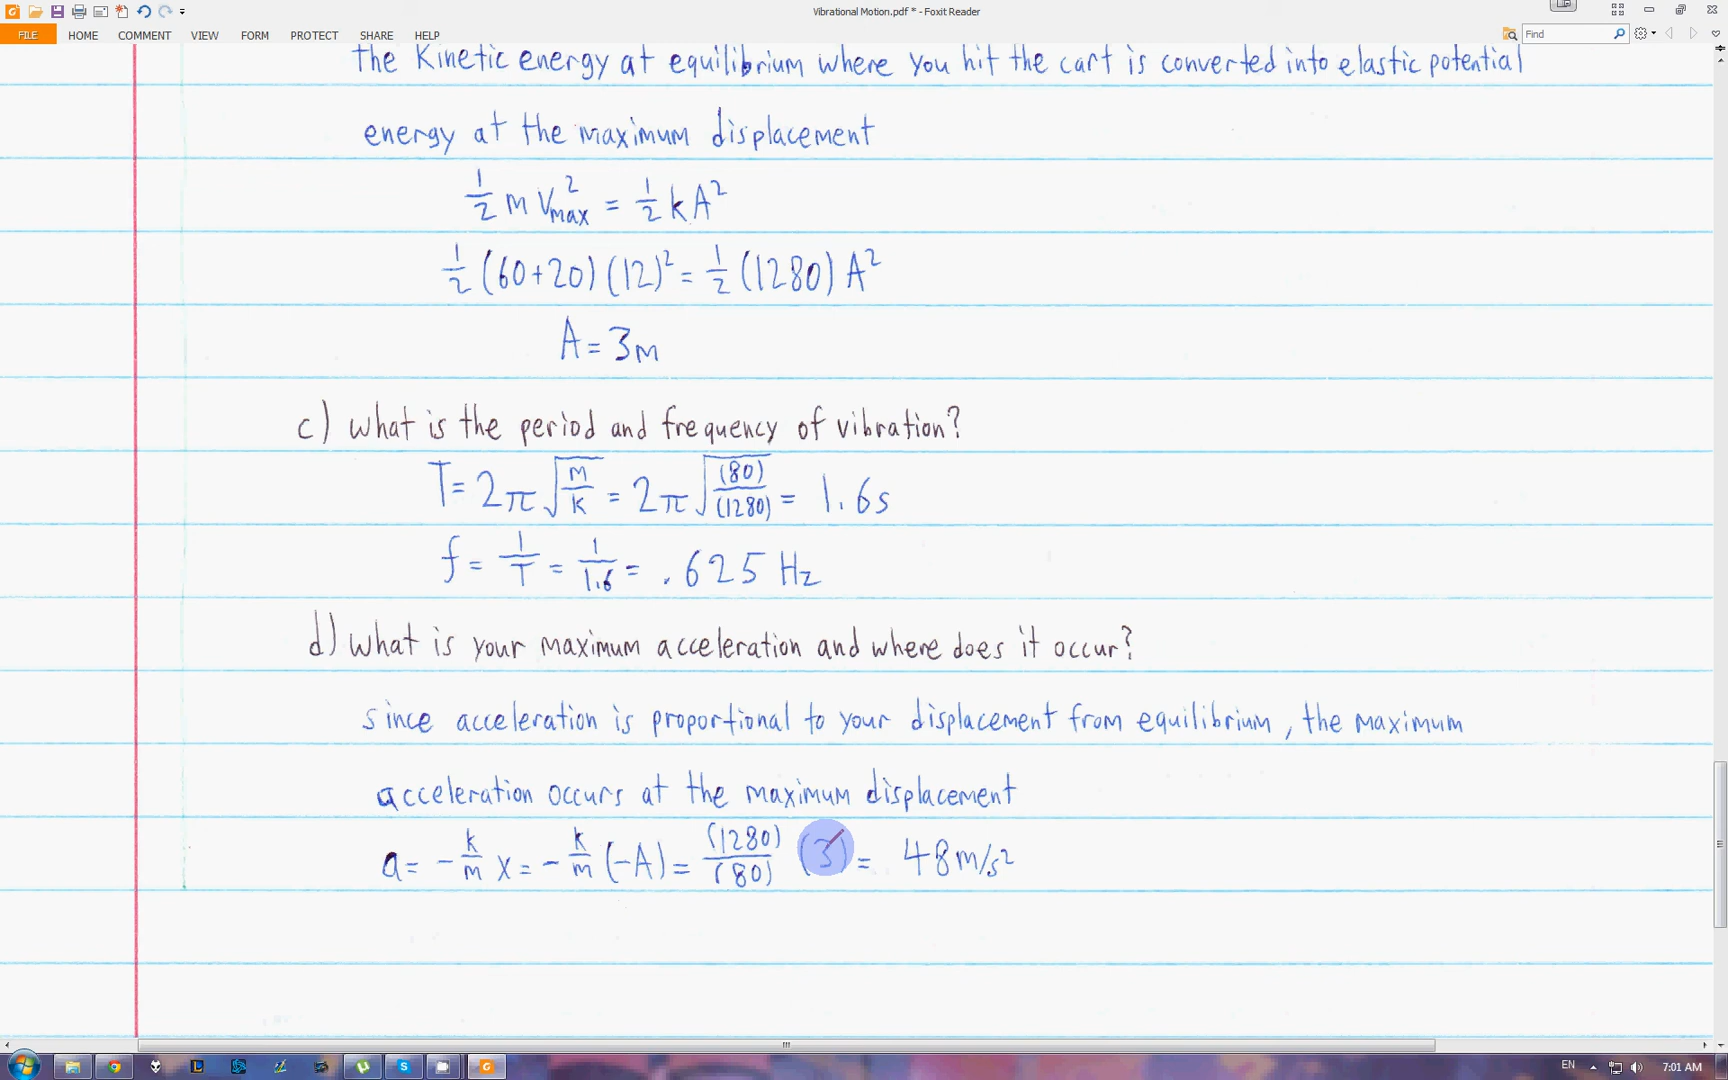 Vibrational Motion.pdf * - Foxit Reader
FILE HOME COMMENT VIEW FORM PROTECT SHARE HELP
Find
the Kinetic energy at equilibrium where you hit the cart is converted into elastic potential
energy at the maximum displacement
1/2 m Vmax² = 1/2 k A²
1/2 (60+20) (12)² = 1/2 (1280) A²
A = 3m
c) What is the period and frequency of vibration?
T = 2π √(m/k) = 2π √((80)/(1280)) = 1.6s
f = 1/T = 1/1.6 = .625 Hz
d) What is your maximum acceleration and where does it occur?
since acceleration is proportional to your displacement from equilibrium, the maximum
acceleration occurs at the maximum displacement
a = - k/m x = - k/m (-A) = (1280)/(80) (3) = 48 m/s²
EN 7:01 AM